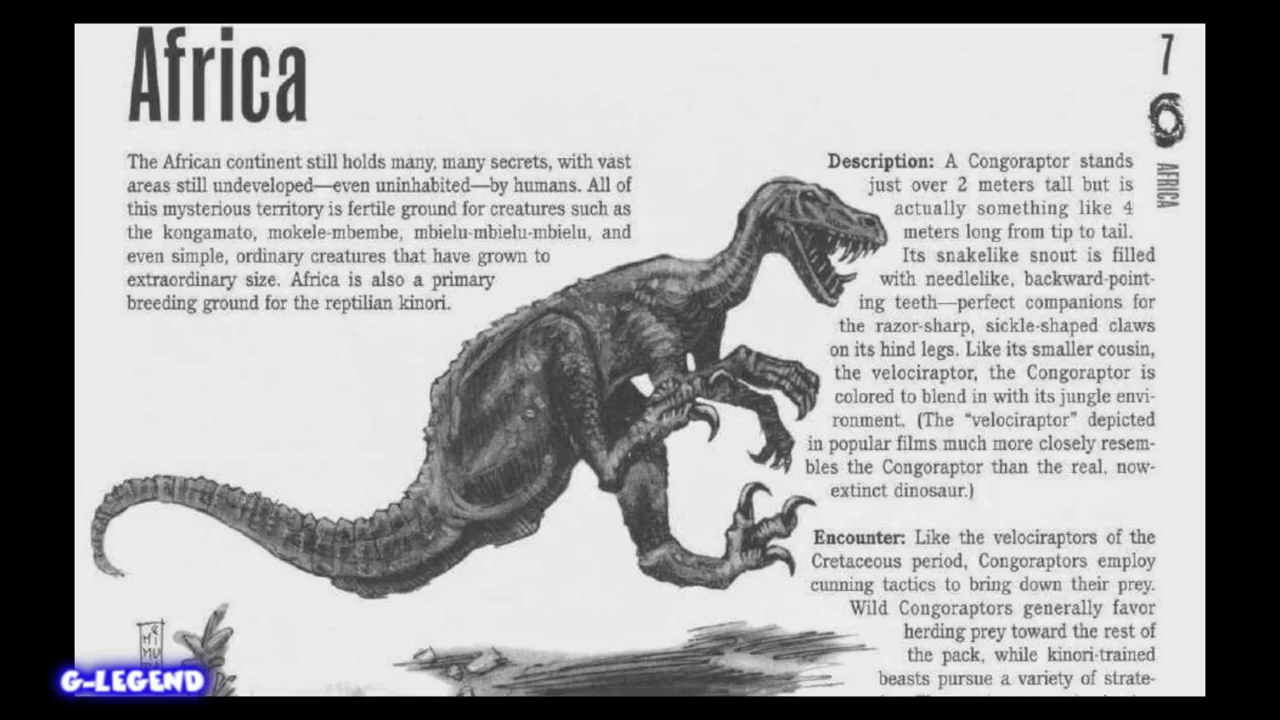 Africa
The African continent still holds many, many secrets, with vast
areas still undeveloped—even uninhabited—by humans. All of
this mysterious territory is fertile ground for creatures such as
the kongamato, mokele-mbembe, mbielu-mbielu-mbielu, and
even simple, ordinary creatures that have grown to
extraordinary size. Africa is also a primary
breeding ground for the reptilian kinori.
7
AFRICA
Description: A Congoraptor stands
just over 2 meters tall but is
actually something like 4
meters long from tip to tail.
Its snakelike snout is filled
with needlelike, backward-point-
ing teeth—perfect companions for
the razor-sharp, sickle-shaped claws
on its hind legs. Like its smaller cousin,
the velociraptor, the Congoraptor is
colored to blend in with its jungle envi-
ronment. (The "velociraptor" depicted
in popular films much more closely resem-
bles the Congoraptor than the real, now-
extinct dinosaur.)
Encounter: Like the velociraptors of the
Cretaceous period, Congoraptors employ
cunning tactics to bring down their prey.
Wild Congoraptors generally favor
herding prey toward the rest of
the pack, while kinori-trained
beasts pursue a variety of strate-
G-LEGEND